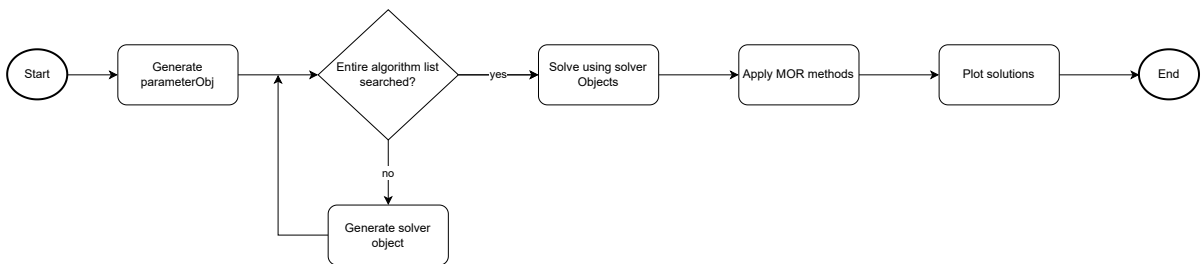 Start
Generate
parameterObj
Entire algorithm list
searched?
yes
Solve using solver
Objects
Apply MOR methods
Plot solutions
End
no
Generate solver
object